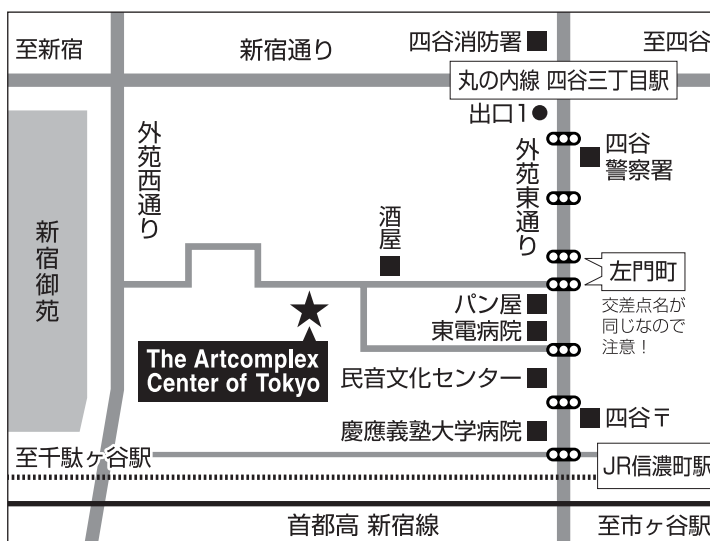 至新宿
新宿通り
四谷消防署
至四谷
丸の内線 四谷三丁目駅
出口1
四谷
警察署
外苑西通り
外苑東通り
酒屋
新宿御苑
左門町
交差点名が
同じなので
注意！
パン屋
東電病院
The Artcomplex
Center of Tokyo
民音文化センター
慶應義塾大学病院
四谷〒
至千駄ヶ谷駅
JR信濃町駅
首都高 新宿線
至市ヶ谷駅